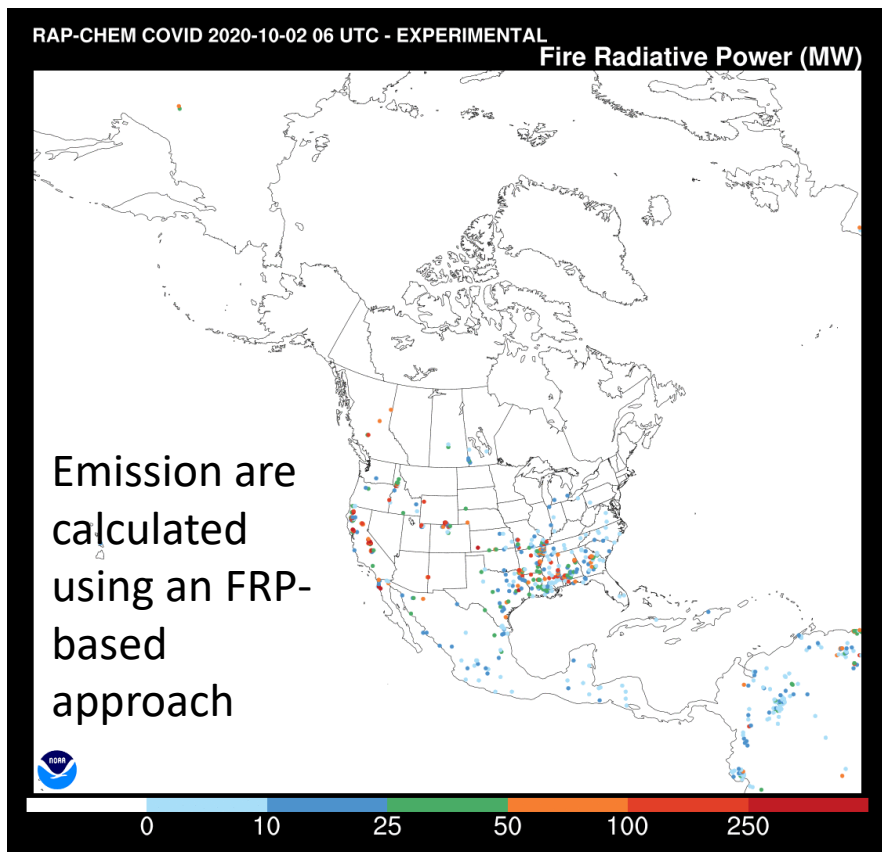 RAP-CHEM COVID 2020-10-02 06 UTC - EXPERIMENTAL
Fire Radiative Power (MW)
Emission are
calculated
using an FRP-
based
approach
NOAA
0 10 25 50 100 250